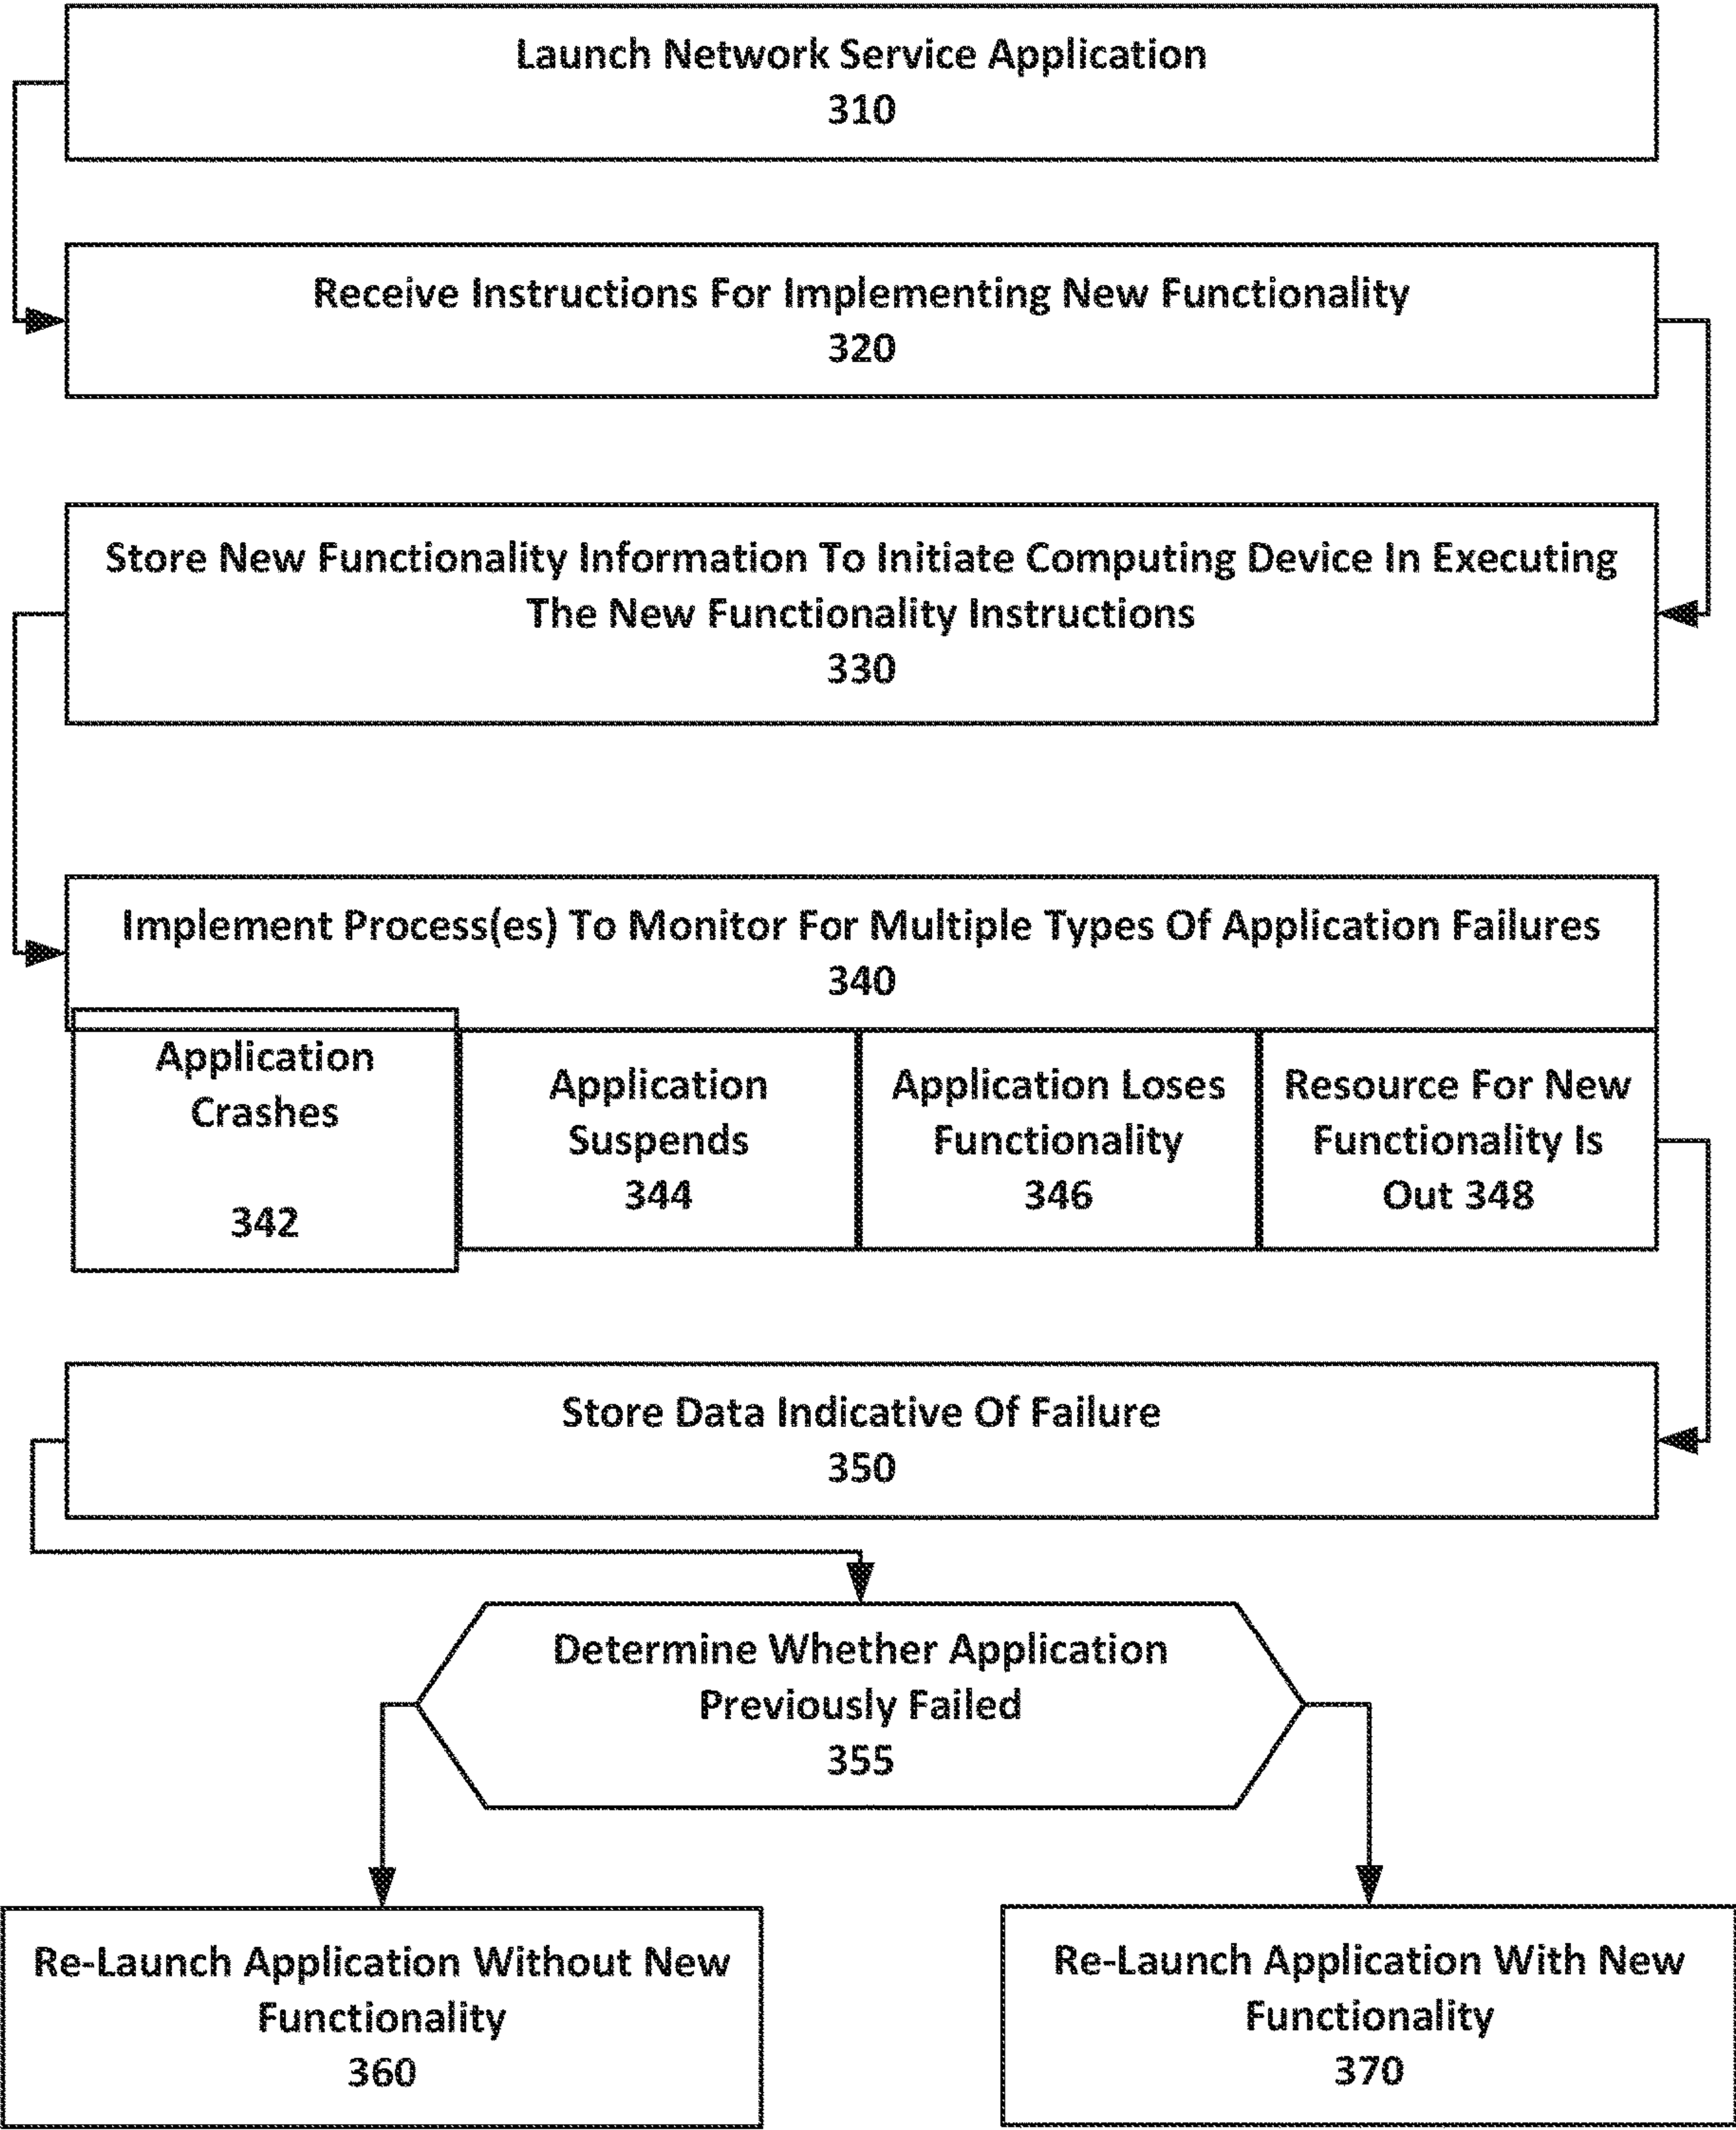 Launch Network Service Application
310
Receive Instructions For Implementing New Functionality
320
Store New Functionality Information To Initiate Computing Device In Executing
The New Functionality Instructions
330
Implement Process(es) To Monitor For Multiple Types Of Application Failures
340
Application
Crashes
342
Application
Suspends
344
Application Loses
Functionality
346
Resource For New
Functionality Is
Out 348
Store Data Indicative Of Failure
350
Determine Whether Application
Previously Failed
355
Re-Launch Application Without New
Functionality
360
Re-Launch Application With New
Functionality
370